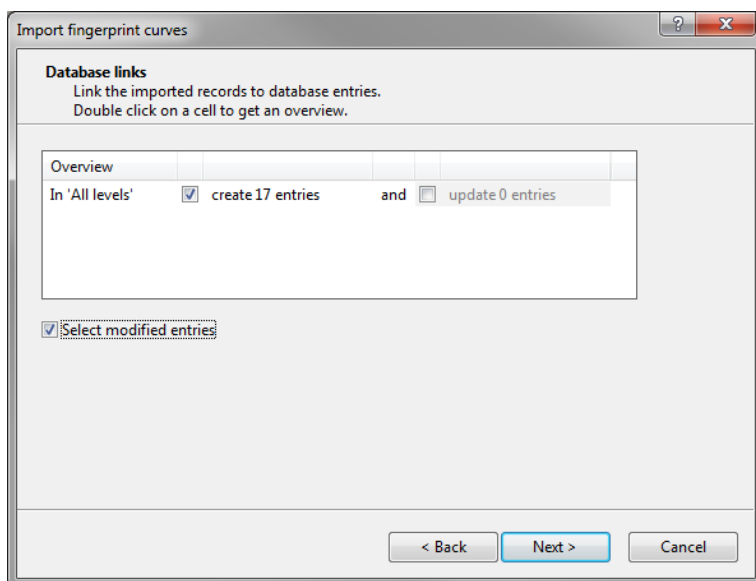 Import fingerprint curves
Database links
Link the imported records to database entries.
Double click on a cell to get an overview.
Overview
In 'All levels' create 17 entries and update 0 entries
Select modified entries
< Back Next > Cancel